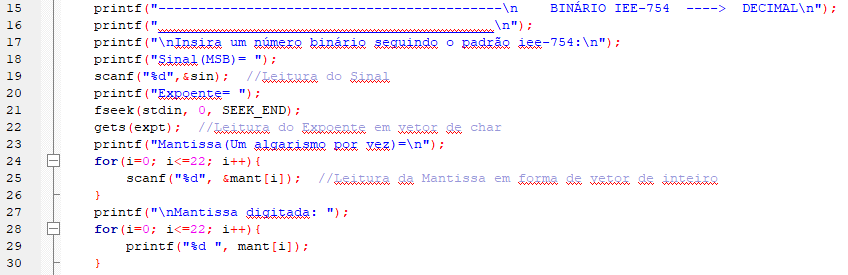 15 printf("-------------------------------------------\n    BINÁRIO IEE-754  ---->  DECIMAL\n");
16 printf("__________________________________________\n");
17 printf("\nInsira um número binário seguindo o padrão iee-754:\n");
18 printf("Sinal(MSB)= ");
19 scanf("%d",&sin);  //Leitura do Sinal
20 printf("Expoente= ");
21 fseek(stdin, 0, SEEK_END);
22 gets(expt);  //Leitura do Expoente em vetor de char
23 printf("Mantissa(Um algarismo por vez)=\n");
24 for(i=0; i<=22; i++){
25     scanf("%d", &mant[i]);  //Leitura da Mantissa em forma de vetor de inteiro
26 }
27 printf("\nMantissa digitada: ");
28 for(i=0; i<=22; i++){
29     printf("%d ", mant[i]);
30 }